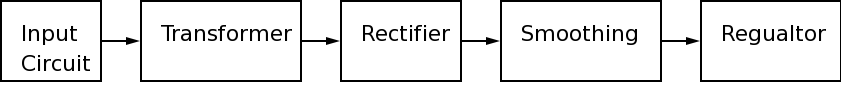 Input
Circuit
Transformer
Rectifier
Smoothing
Regualtor